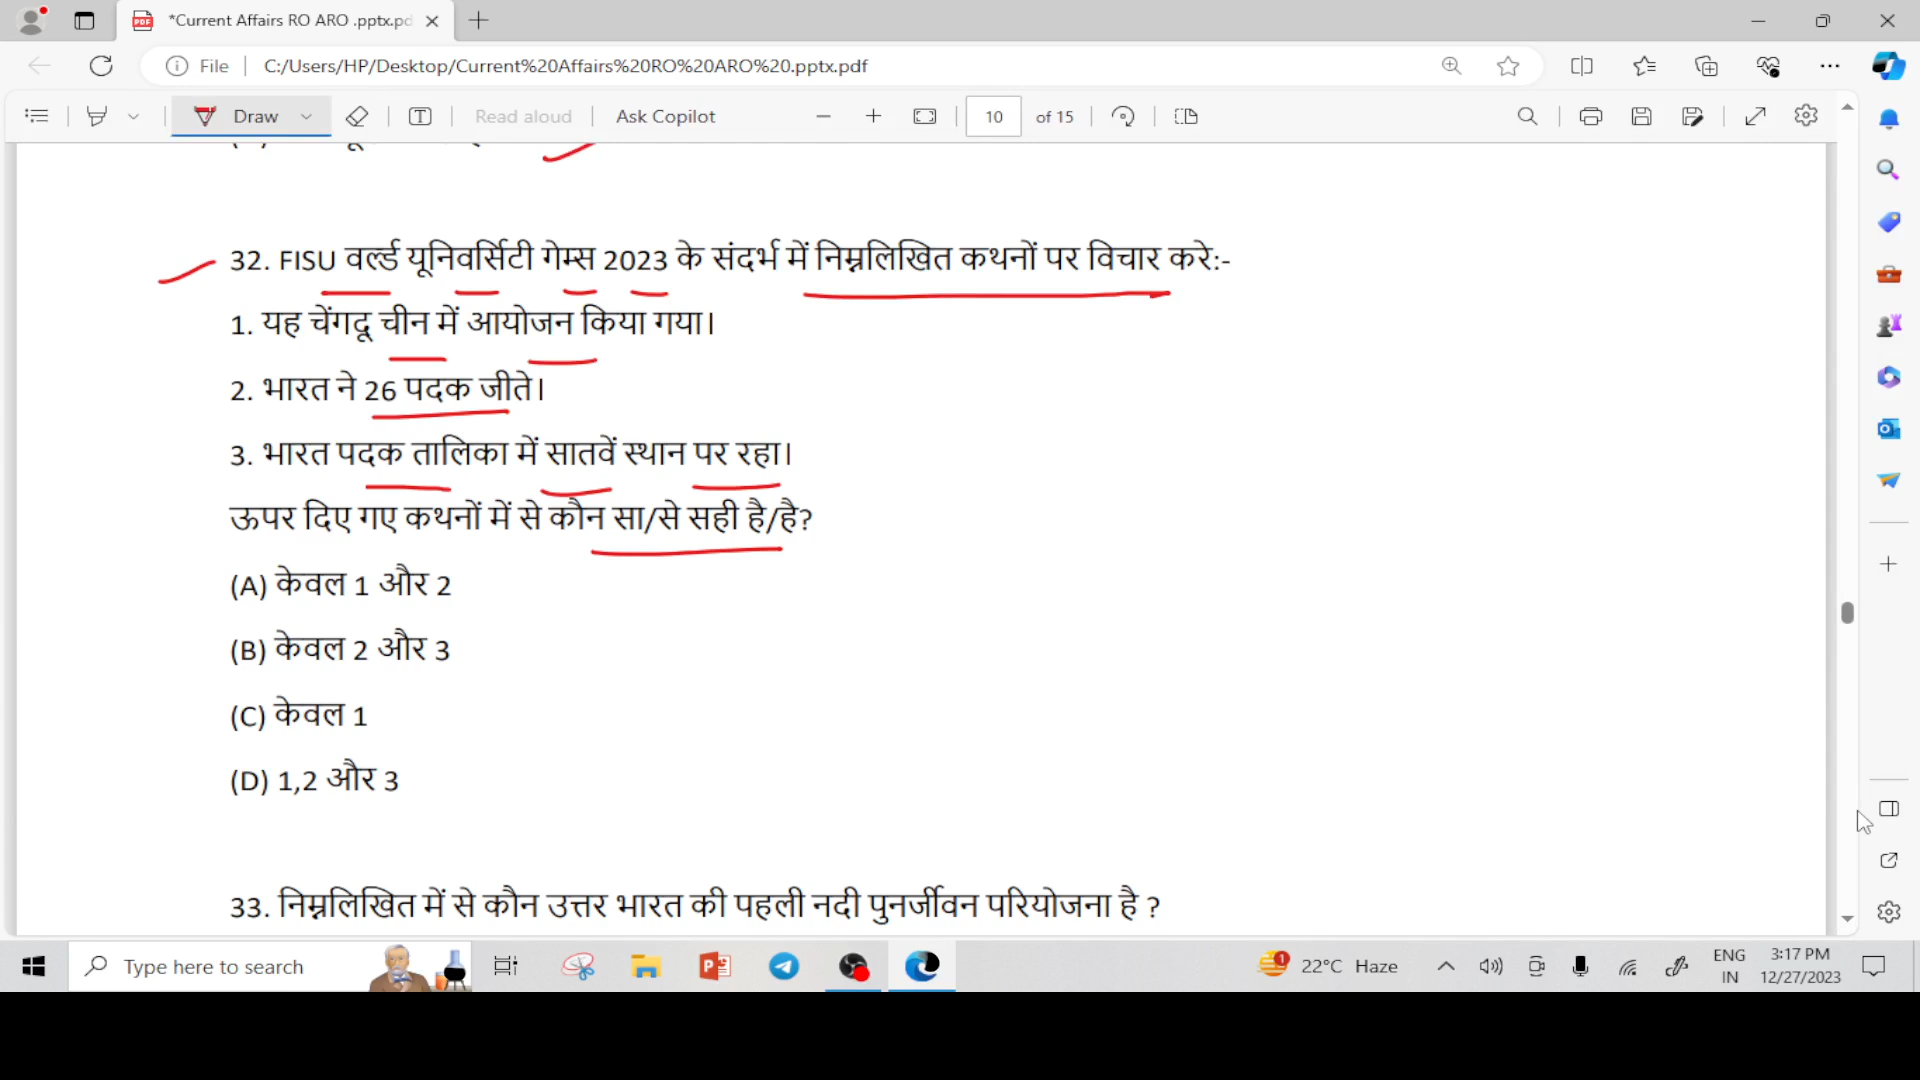 *Current Affairs RO ARO .pptx.pd
File
C:/Users/HP/Desktop/Current%20Affairs%20RO%20ARO%20.pptx.pdf
Draw
Read aloud
Ask Copilot
10 of 15
32. FISU वर्ल्ड यूनिवर्सिटी गेम्स 2023 के संदर्भ में निम्नलिखित कथनों पर विचार करे:-
1. यह चेंगदू चीन में आयोजन किया गया।
2. भारत ने 26 पदक जीते।
3. भारत पदक तालिका में सातवें स्थान पर रहा।
ऊपर दिए गए कथनों में से कौन सा/से सही है/है?
(A) केवल 1 और 2
(B) केवल 2 और 3
(C) केवल 1
(D) 1,2 और 3
33. निम्नलिखित में से कौन उत्तर भारत की पहली नदी पुनर्जीवन परियोजना है ?
Type here to search
1
22°C Haze
ENG
IN
3:17 PM
12/27/2023